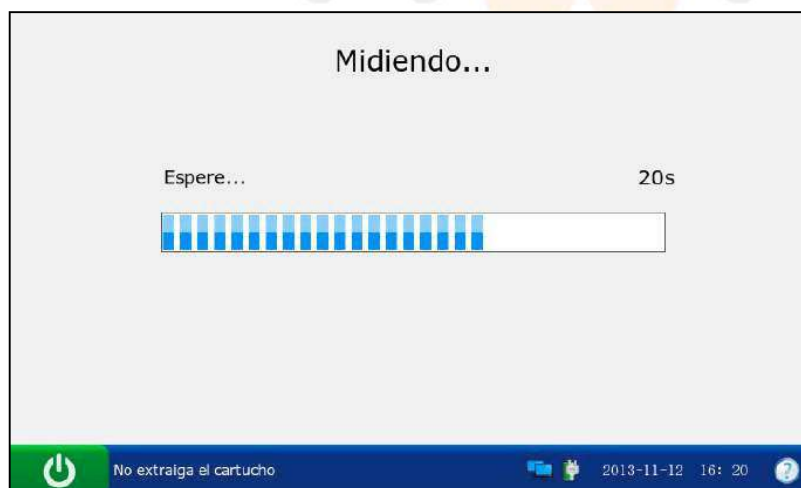 Midiendo...
Espere... 20s
No extraiga el cartucho 2013-11-12 16: 20 ?